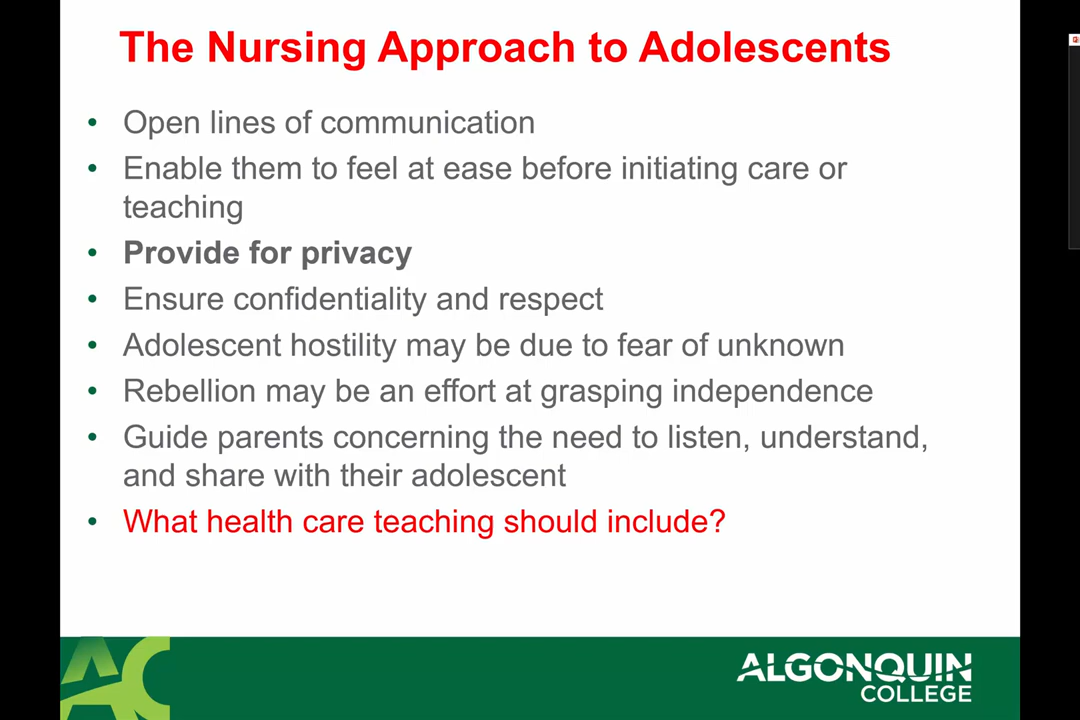 The Nursing Approach to Adolescents
• Open lines of communication
• Enable them to feel at ease before initiating care or
teaching
• Provide for privacy
• Ensure confidentiality and respect
• Adolescent hostility may be due to fear of unknown
• Rebellion may be an effort at grasping independence
• Guide parents concerning the need to listen, understand,
and share with their adolescent
• What health care teaching should include?
AC
ALGONQUIN
COLLEGE